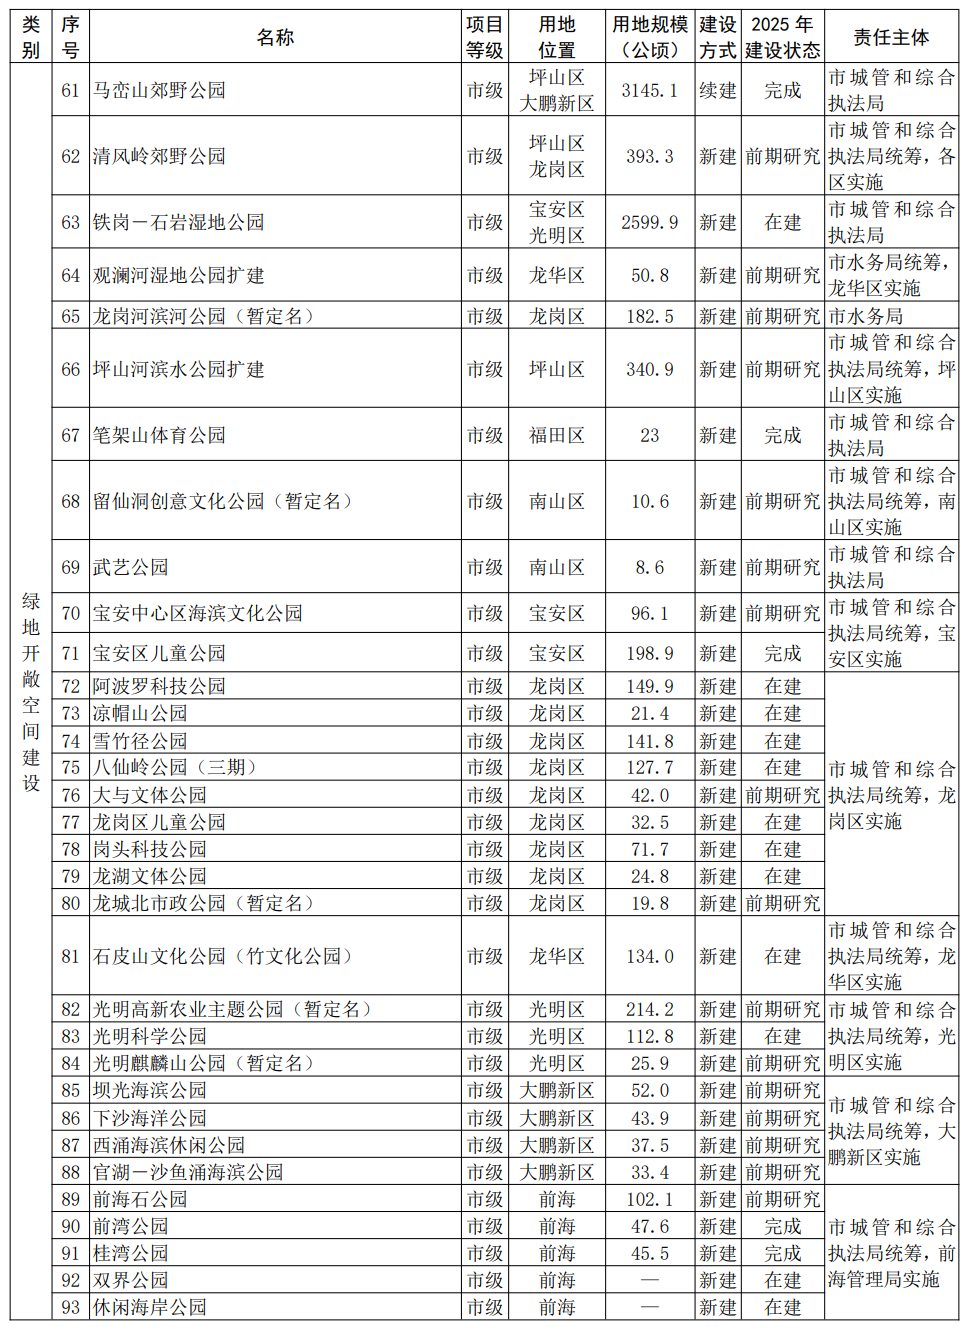 类别 序号 名称 项目等级 用地位置 用地规模（公顷） 建设方式 2025 年建设状态 责任主体
绿地开敞空间建设
61 马峦山郊野公园 市级 坪山区大鹏新区 3145.1 续建 完成 市城管和综合执法局
62 清风岭郊野公园 市级 坪山区龙岗区 393.3 新建 前期研究 市城管和综合执法局统筹，各区实施
63 铁岗－石岩湿地公园 市级 宝安区光明区 2599.9 新建 在建 市城管和综合执法局
64 观澜河湿地公园扩建 市级 龙华区 50.8 新建 前期研究 市水务局统筹，龙华区实施
65 龙岗河滨河公园（暂定名） 市级 龙岗区 182.5 新建 前期研究 市水务局
66 坪山河滨水公园扩建 市级 坪山区 340.9 新建 前期研究 市城管和综合执法局统筹，坪山区实施
67 笔架山体育公园 市级 福田区 23 新建 完成 市城管和综合执法局
68 留仙洞创意文化公园（暂定名） 市级 南山区 10.6 新建 前期研究 市城管和综合执法局统筹，南山区实施
69 武艺公园 市级 南山区 8.6 新建 前期研究 市城管和综合执法局
70 宝安中心区海滨文化公园 市级 宝安区 96.1 新建 前期研究 市城管和综合执法局统筹，宝安区实施
71 宝安区儿童公园 市级 宝安区 198.9 新建 完成
72 阿波罗科技公园 市级 龙岗区 149.9 新建 在建 市城管和综合执法局统筹，龙岗区实施
73 凉帽山公园 市级 龙岗区 21.4 新建 在建
74 雪竹径公园 市级 龙岗区 141.8 新建 在建
75 八仙岭公园（三期） 市级 龙岗区 127.7 新建 在建
76 大与文体公园 市级 龙岗区 42.0 新建 前期研究
77 龙岗区儿童公园 市级 龙岗区 32.5 新建 在建
78 岗头科技公园 市级 龙岗区 71.7 新建 在建
79 龙湖文体公园 市级 龙岗区 24.8 新建 在建
80 龙城北市政公园（暂定名） 市级 龙岗区 19.8 新建 前期研究
81 石皮山文化公园（竹文化公园） 市级 龙华区 134.0 新建 在建 市城管和综合执法局统筹，龙华区实施
82 光明高新农业主题公园（暂定名） 市级 光明区 214.2 新建 前期研究 市城管和综合执法局统筹，光明区实施
83 光明科学公园 市级 光明区 112.8 新建 在建
84 光明麒麟山公园（暂定名） 市级 光明区 25.9 新建 前期研究
85 坝光海滨公园 市级 大鹏新区 52.0 新建 前期研究 市城管和综合执法局统筹，大鹏新区实施
86 下沙海洋公园 市级 大鹏新区 43.9 新建 前期研究
87 西涌海滨休闲公园 市级 大鹏新区 37.5 新建 前期研究
88 官湖－沙鱼涌海滨公园 市级 大鹏新区 33.4 新建 前期研究
89 前海石公园 市级 前海 102.1 新建 前期研究 市城管和综合执法局统筹，前海管理局实施
90 前湾公园 市级 前海 47.6 新建 完成
91 桂湾公园 市级 前海 45.5 新建 完成
92 双界公园 市级 前海 — 新建 在建
93 休闲海岸公园 市级 前海 — 新建 在建